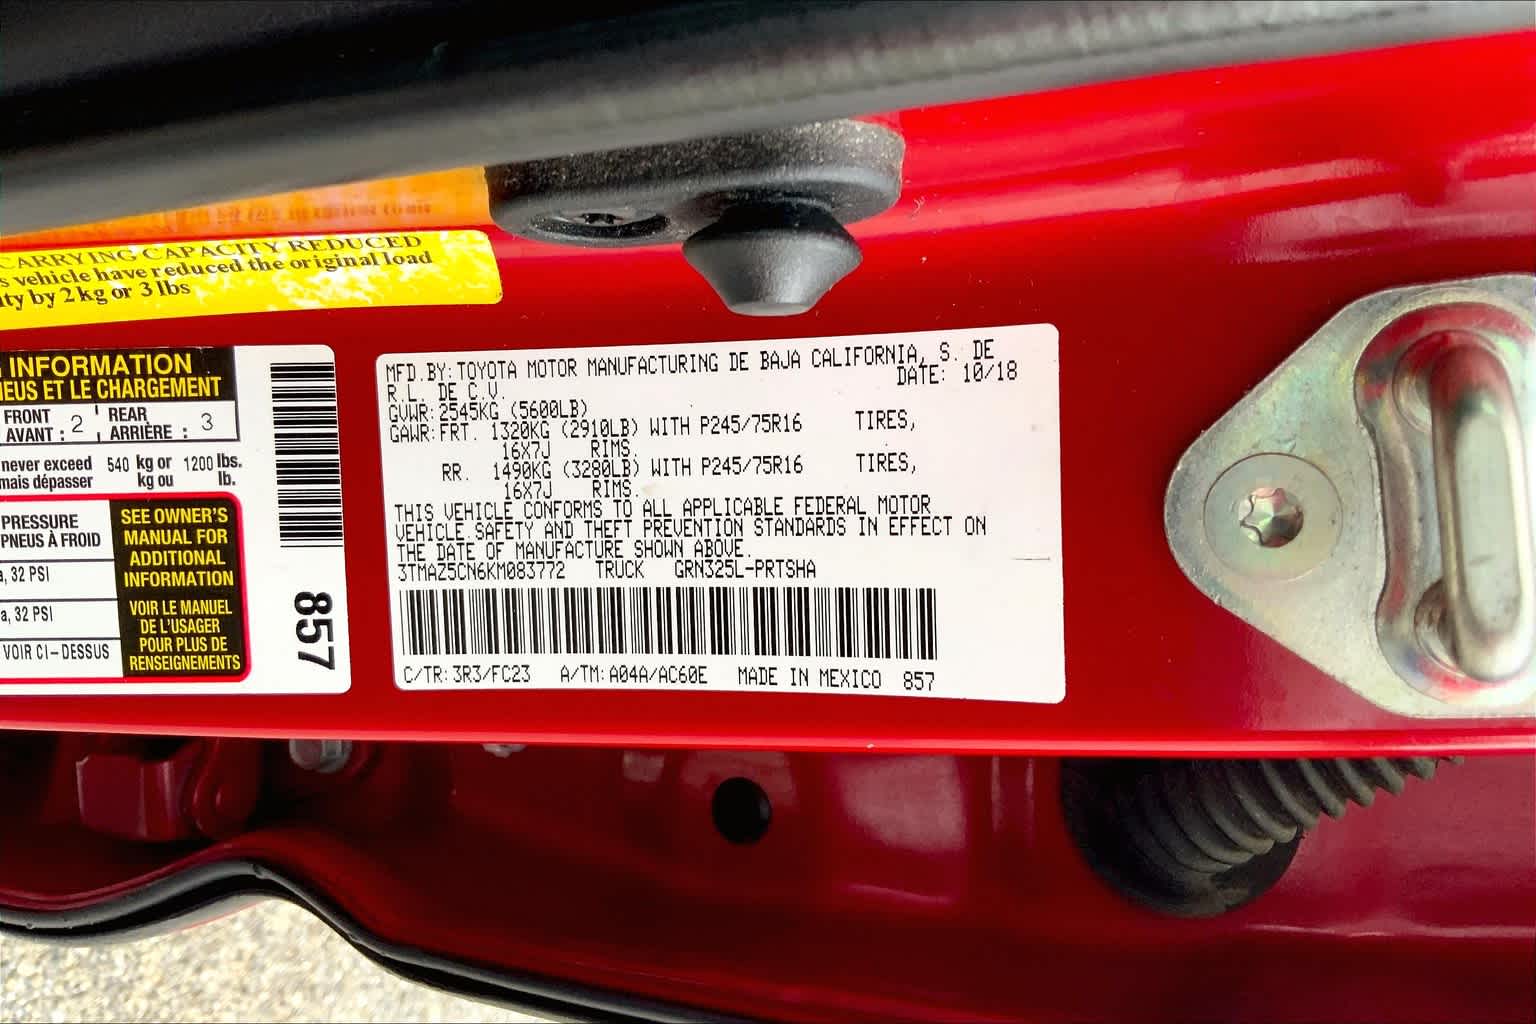 CARRYING CAPACITY REDUCED
s vehicle have reduced the original load
ty by 2 kg or 3 lbs
INFORMATION
NEUS ET LE CHARGEMENT
FRONT REAR
AVANT : 2 ARRIÈRE : 3
never exceed 540 kg or 1200 lbs.
mais dépasser kg ou lb.
PRESSURE
PNEUS À FROID
a, 32 PSI
a, 32 PSI
VOIR CI-DESSUS
SEE OWNER'S
MANUAL FOR
ADDITIONAL
INFORMATION
VOIR LE MANUEL
DE L'USAGER
POUR PLUS DE
RENSEIGNEMENTS
857
MFD.BY:TOYOTA MOTOR MANUFACTURING DE BAJA CALIFORNIA, S. DE
R.L. DE C.V. DATE: 10/18
GVWR:2545KG (5600LB)
GAWR:FRT. 1320KG (2910LB) WITH P245/75R16 TIRES,
16X7J RIMS.
RR. 1490KG (3280LB) WITH P245/75R16 TIRES,
16X7J RIMS.
THIS VEHICLE CONFORMS TO ALL APPLICABLE FEDERAL MOTOR
VEHICLE SAFETY AND THEFT PREVENTION STANDARDS IN EFFECT ON
THE DATE OF MANUFACTURE SHOWN ABOVE.
3TMAZ5CN6KM083772 TRUCK GRN325L-PRTSHA
C/TR:3R3/FC23 A/TM:A04A/AC60E MADE IN MEXICO 857